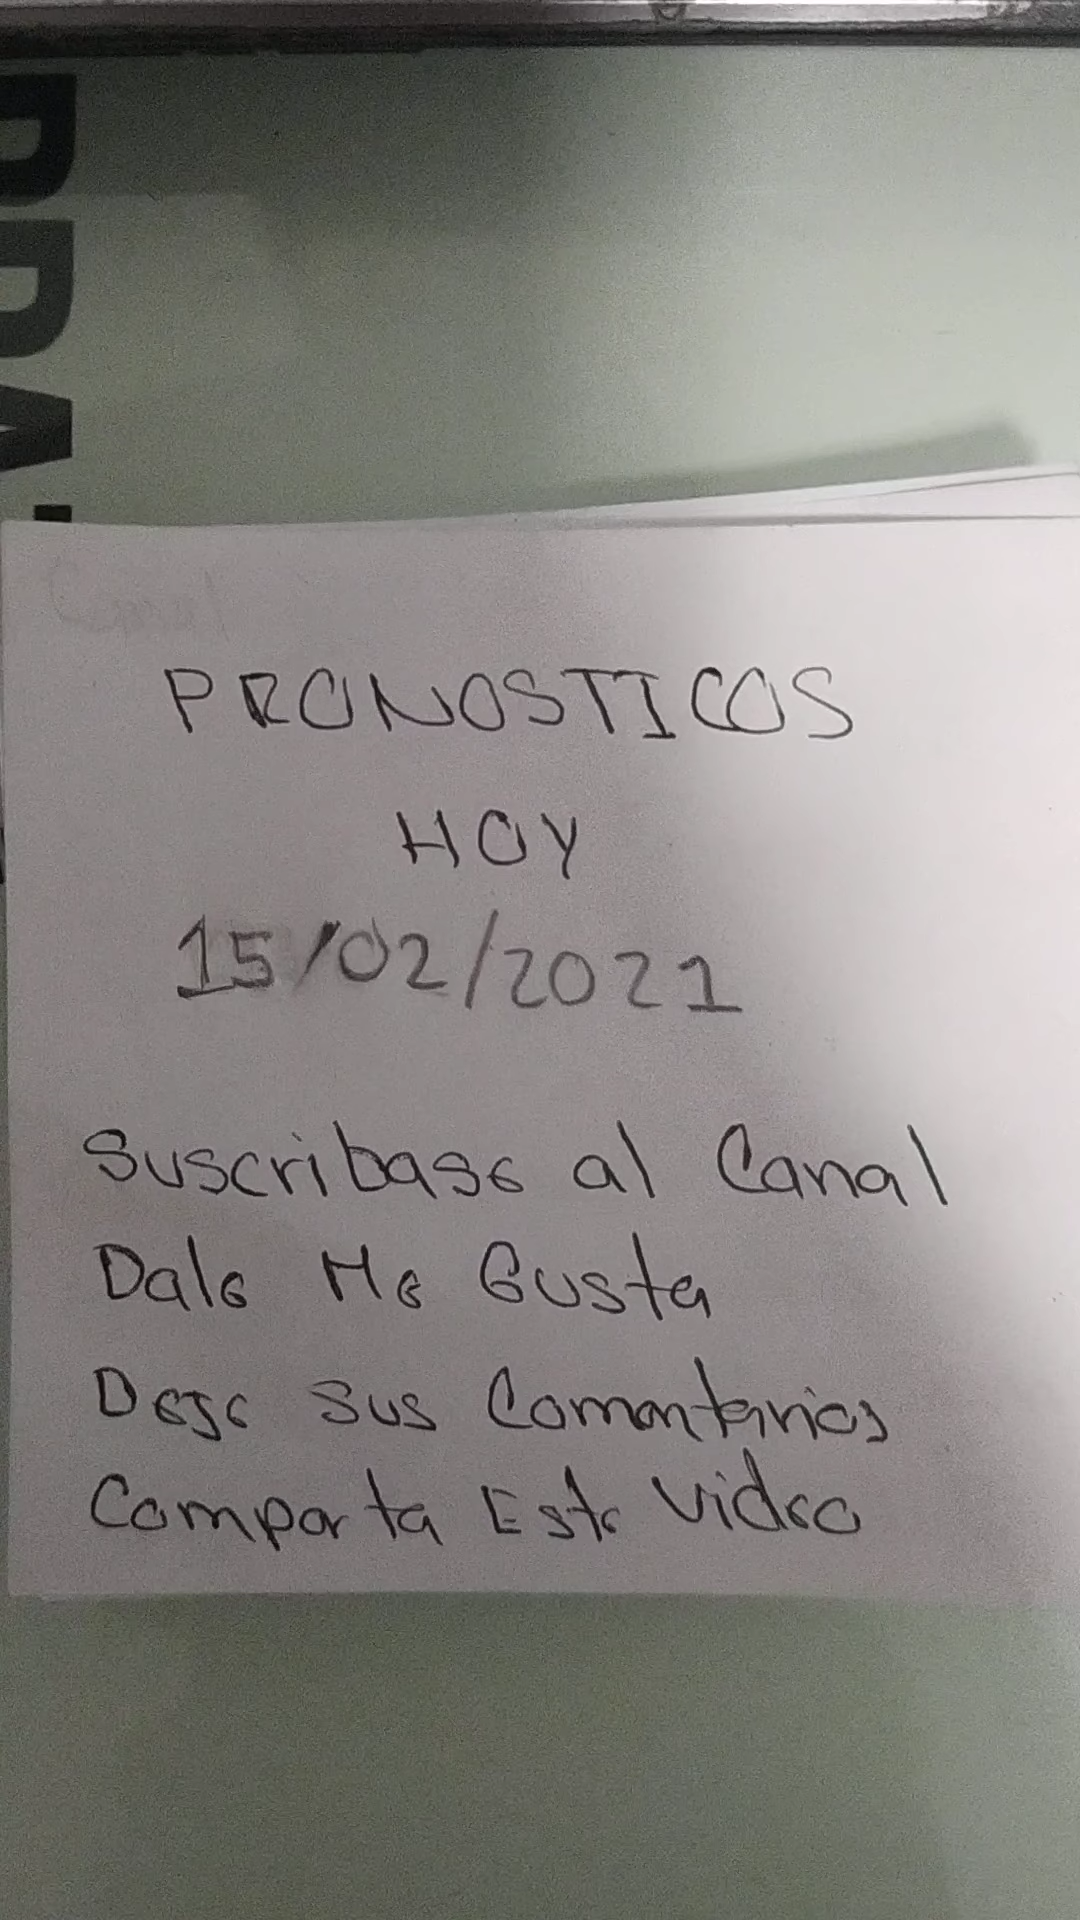 PRONOSTICOS
HOY
15/02/2021
Suscribase al Canal
Dale Me Gusta
Deje sus Comentarios
Comparta Este Video